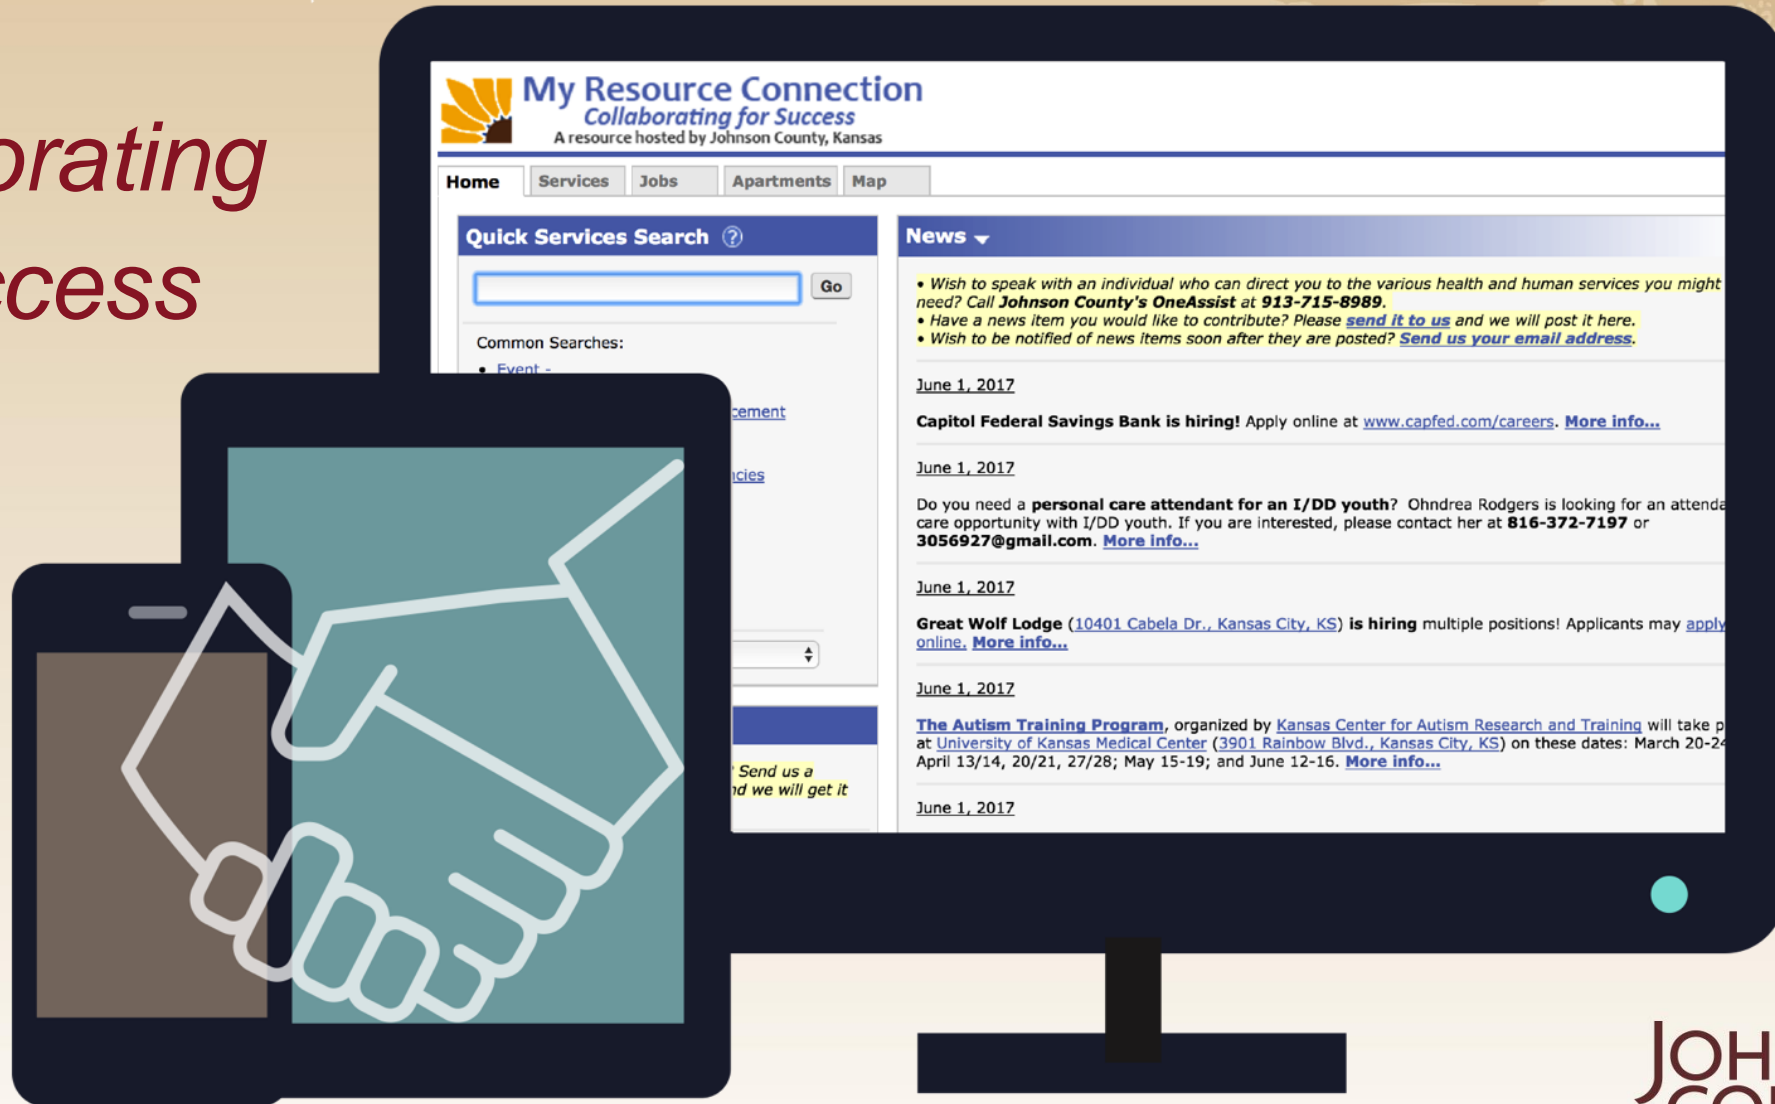 orating
ccess
My Resource Connection
Collaborating for Success
A resource hosted by Johnson County, Kansas
Home Services Jobs Apartments Map
Quick Services Search ?
Go
Common Searches:
• Event -
cement
ncies
Send us a
nd we will get it
News
• Wish to speak with an individual who can direct you to the various health and human services you might
need? Call Johnson County's OneAssist at 913-715-8989.
• Have a news item you would like to contribute? Please send it to us and we will post it here.
• Wish to be notified of news items soon after they are posted? Send us your email address.
June 1, 2017
Capitol Federal Savings Bank is hiring! Apply online at www.capfed.com/careers. More info...
June 1, 2017
Do you need a personal care attendant for an I/DD youth? Ohndrea Rodgers is looking for an attenda
care opportunity with I/DD youth. If you are interested, please contact her at 816-372-7197 or
3056927@gmail.com. More info...
June 1, 2017
Great Wolf Lodge (10401 Cabela Dr., Kansas City, KS) is hiring multiple positions! Applicants may apply
online. More info...
June 1, 2017
The Autism Training Program, organized by Kansas Center for Autism Research and Training will take p
at University of Kansas Medical Center (3901 Rainbow Blvd., Kansas City, KS) on these dates: March 20-24
April 13/14, 20/21, 27/28; May 15-19; and June 12-16. More info...
June 1, 2017
JOH